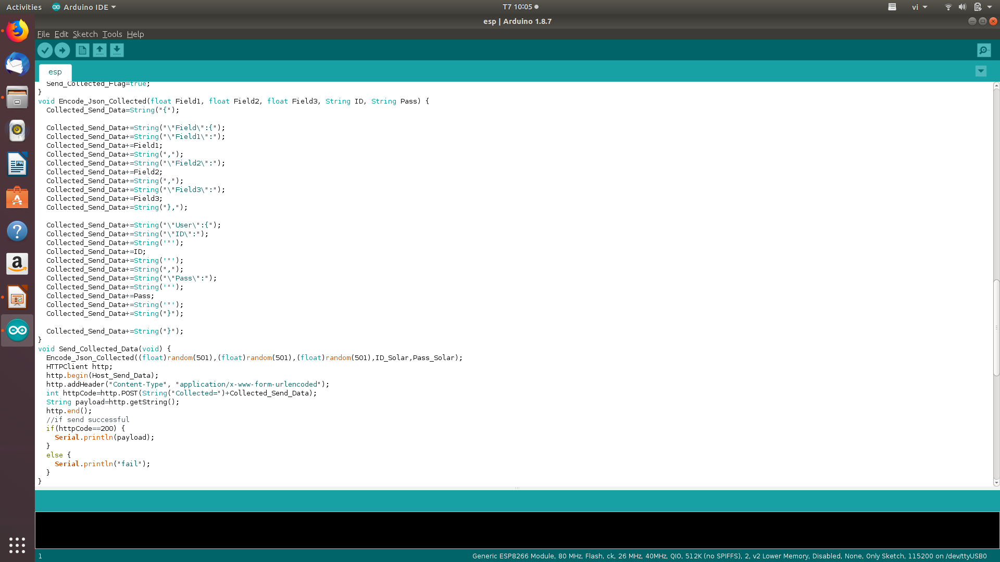 Activities
Arduino IDE
T7 10:05
vi
esp | Arduino 1.8.7
File Edit Sketch Tools Help
esp
  Send_Collected_Flag=true;
}
void Encode_Json_Collected(float Field1, float Field2, float Field3, String ID, String Pass) {
  Collected_Send_Data=String("{");
  Collected_Send_Data+=String("\"Field\":{");
  Collected_Send_Data+=String("\"Field1\":");
  Collected_Send_Data+=Field1;
  Collected_Send_Data+=String(",");
  Collected_Send_Data+=String("\"Field2\":");
  Collected_Send_Data+=Field2;
  Collected_Send_Data+=String(",");
  Collected_Send_Data+=String("\"Field3\":");
  Collected_Send_Data+=Field3;
  Collected_Send_Data+=String("},");
  Collected_Send_Data+=String("\"User\":{");
  Collected_Send_Data+=String("\"ID\":");
  Collected_Send_Data+=String('"');
  Collected_Send_Data+=ID;
  Collected_Send_Data+=String('"');
  Collected_Send_Data+=String(",");
  Collected_Send_Data+=String("\"Pass\":");
  Collected_Send_Data+=String('"');
  Collected_Send_Data+=Pass;
  Collected_Send_Data+=String('"');
  Collected_Send_Data+=String("}");
  Collected_Send_Data+=String("}");
}
void Send_Collected_Data(void) {
  Encode_Json_Collected((float)random(501),(float)random(501),(float)random(501),ID_Solar,Pass_Solar);
  HTTPClient http;
  http.begin(Host_Send_Data);
  http.addHeader("Content-Type", "application/x-www-form-urlencoded");
  int httpCode=http.POST(String("Collected=")+Collected_Send_Data);
  String payload=http.getString();
  http.end();
  //if send successful
  if(httpCode==200) {
    Serial.println(payload);
  }
  else {
    Serial.println("fail");
  }
}
1
Generic ESP8266 Module, 80 MHz, Flash, ck, 26 MHz, 40MHz, QIO, 512K (no SPIFFS), 2, v2 Lower Memory, Disabled, None, Only Sketch, 115200 on /dev/ttyUSB0